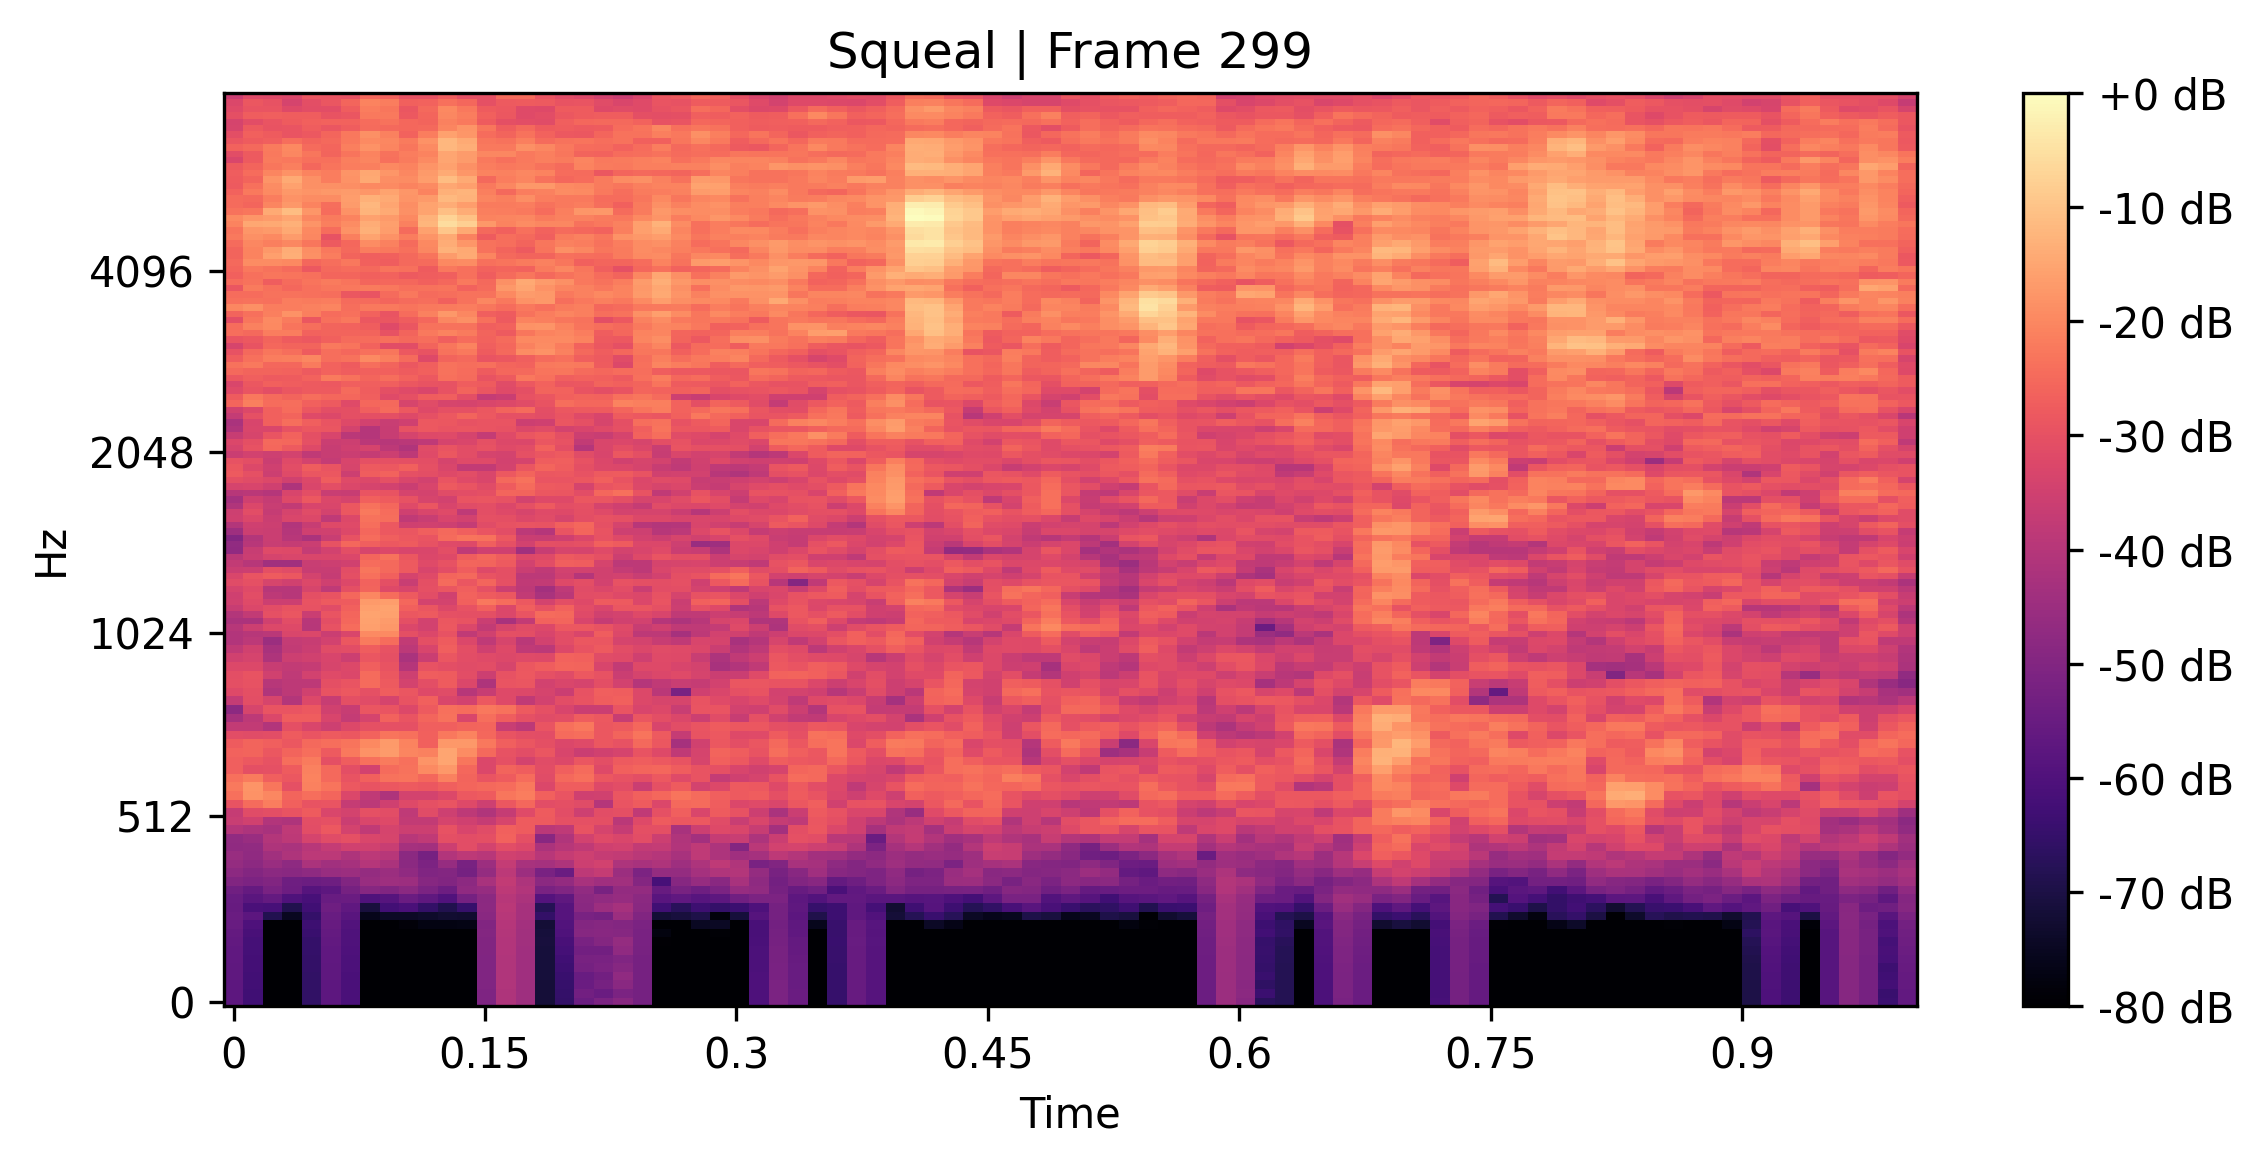 Squeal | Frame 299
+0 dB
-10 dB
-20 dB
-30 dB
-40 dB
-50 dB
-60 dB
-70 dB
-80 dB
Hz
4096
2048
1024
512
0
0 0.15 0.3 0.45 0.6 0.75 0.9
Time